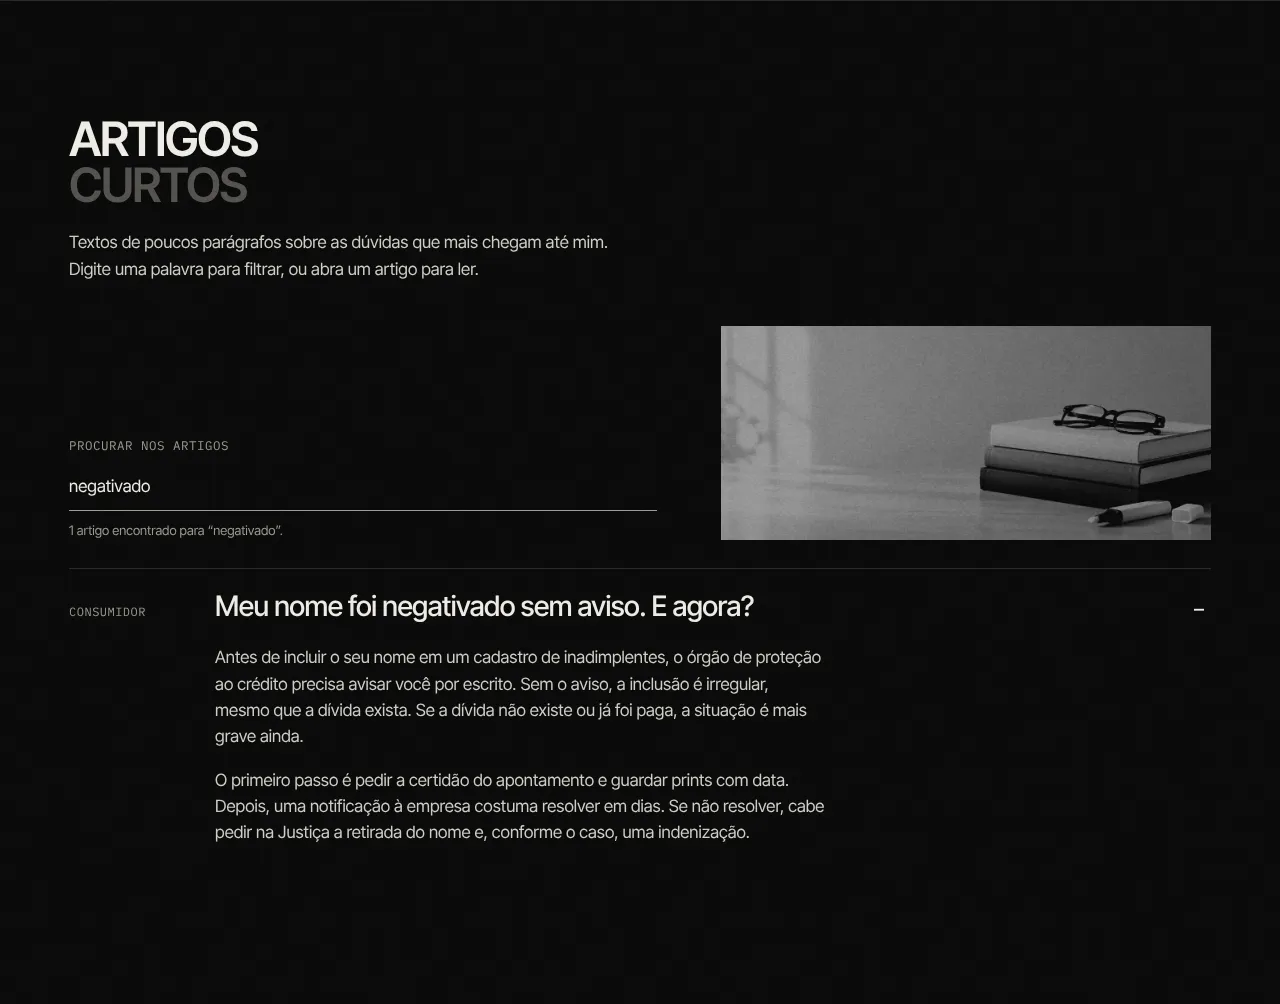 ARTIGOS
CURTOS
Textos de poucos parágrafos sobre as dúvidas que mais chegam até mim.
Digite uma palavra para filtrar, ou abra um artigo para ler.
PROCURAR NOS ARTIGOS
negativado
1 artigo encontrado para “negativado”.
CONSUMIDOR
Meu nome foi negativado sem aviso. E agora?
Antes de incluir o seu nome em um cadastro de inadimplentes, o órgão de proteção
ao crédito precisa avisar você por escrito. Sem o aviso, a inclusão é irregular,
mesmo que a dívida exista. Se a dívida não existe ou já foi paga, a situação é mais
grave ainda.
O primeiro passo é pedir a certidão do apontamento e guardar prints com data.
Depois, uma notificação à empresa costuma resolver em dias. Se não resolver, cabe
pedir na Justiça a retirada do nome e, conforme o caso, uma indenização.